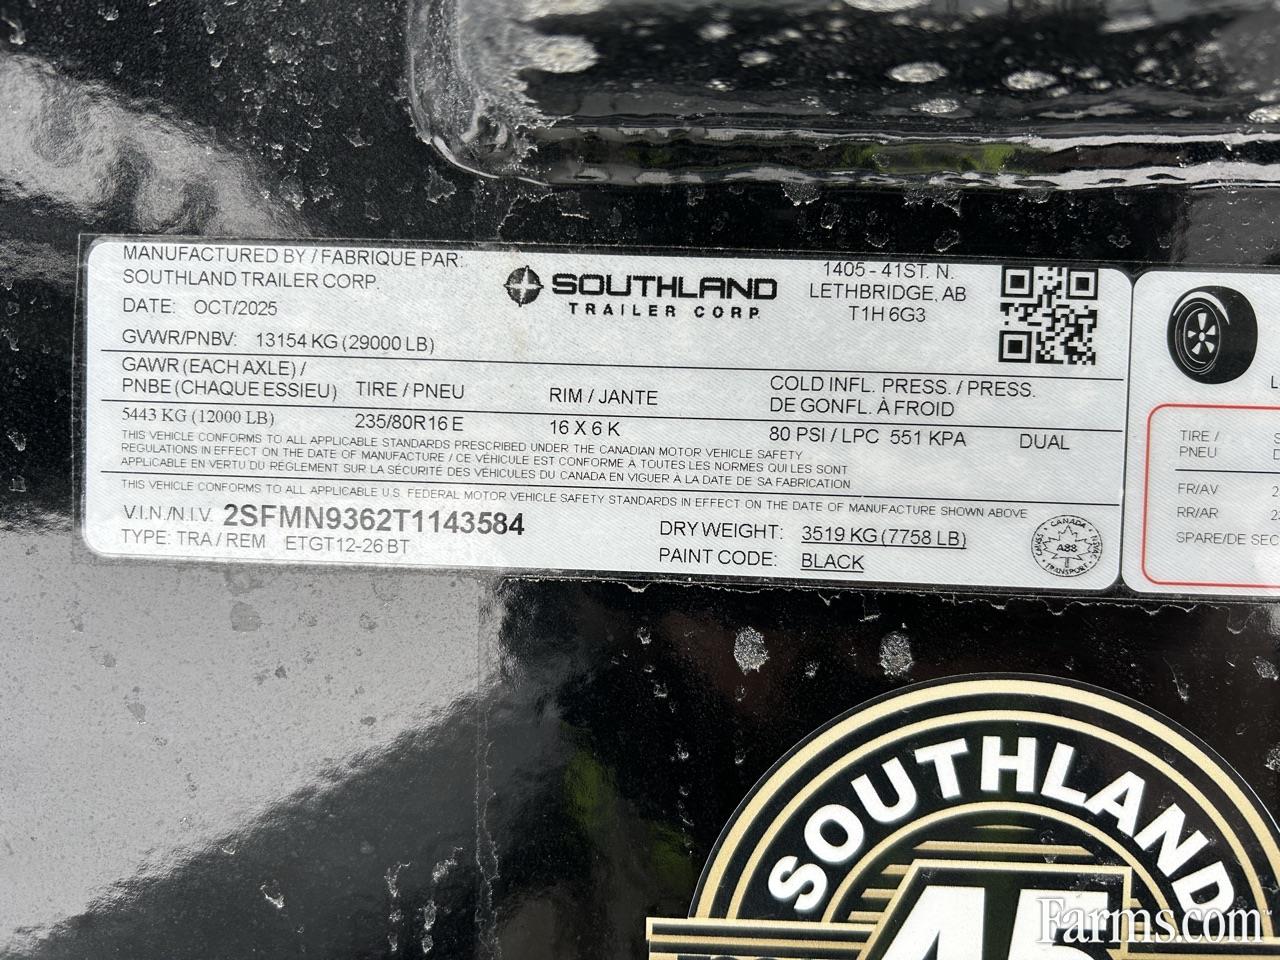 MANUFACTURED BY / FABRIQUE PAR:
SOUTHLAND TRAILER CORP.
DATE: OCT/2025
GVWR/PNBV: 13154 KG (29000 LB)
SOUTHLAND
TRAILER CORP.
1405 - 41ST. N.
LETHBRIDGE, AB
T1H 6G3
GAWR (EACH AXLE) /
PNBE (CHAQUE ESSIEU) TIRE / PNEU RIM / JANTE COLD INFL. PRESS. / PRESS.
DE GONFL. À FROID
5443 KG (12000 LB) 235/80R16 E 16 X 6 K 80 PSI / LPC 551 KPA DUAL
THIS VEHICLE CONFORMS TO ALL APPLICABLE STANDARDS PRESCRIBED UNDER THE CANADIAN MOTOR VEHICLE SAFETY
REGULATIONS IN EFFECT ON THE DATE OF MANUFACTURE / CE VÉHICULE EST CONFORME À TOUTES LES NORMES QUI LES SONT
APPLICABLE EN VERTU DU RÈGLEMENT SUR LA SÉCURITÉ DES VÉHICULES DU CANADA EN VIGUER A LA DATE DE SA FABRICATION
THIS VEHICLE CONFORMS TO ALL APPLICABLE U.S. FEDERAL MOTOR VEHICLE SAFETY STANDARDS IN EFFECT ON THE DATE OF MANUFACTURE SHOWN ABOVE
V.I.N./N.I.V. 2SFMN9362T1143584
TYPE: TRA / REM ETGT12-26 BT
DRY WEIGHT: 3519 KG (7758 LB)
PAINT CODE: BLACK
CANADA
A88
TRANSPORT
TIRE /
PNEU
FR/AV
RR/AR
SPARE/DE SEC
SOUTHLAND
45
Farms.com